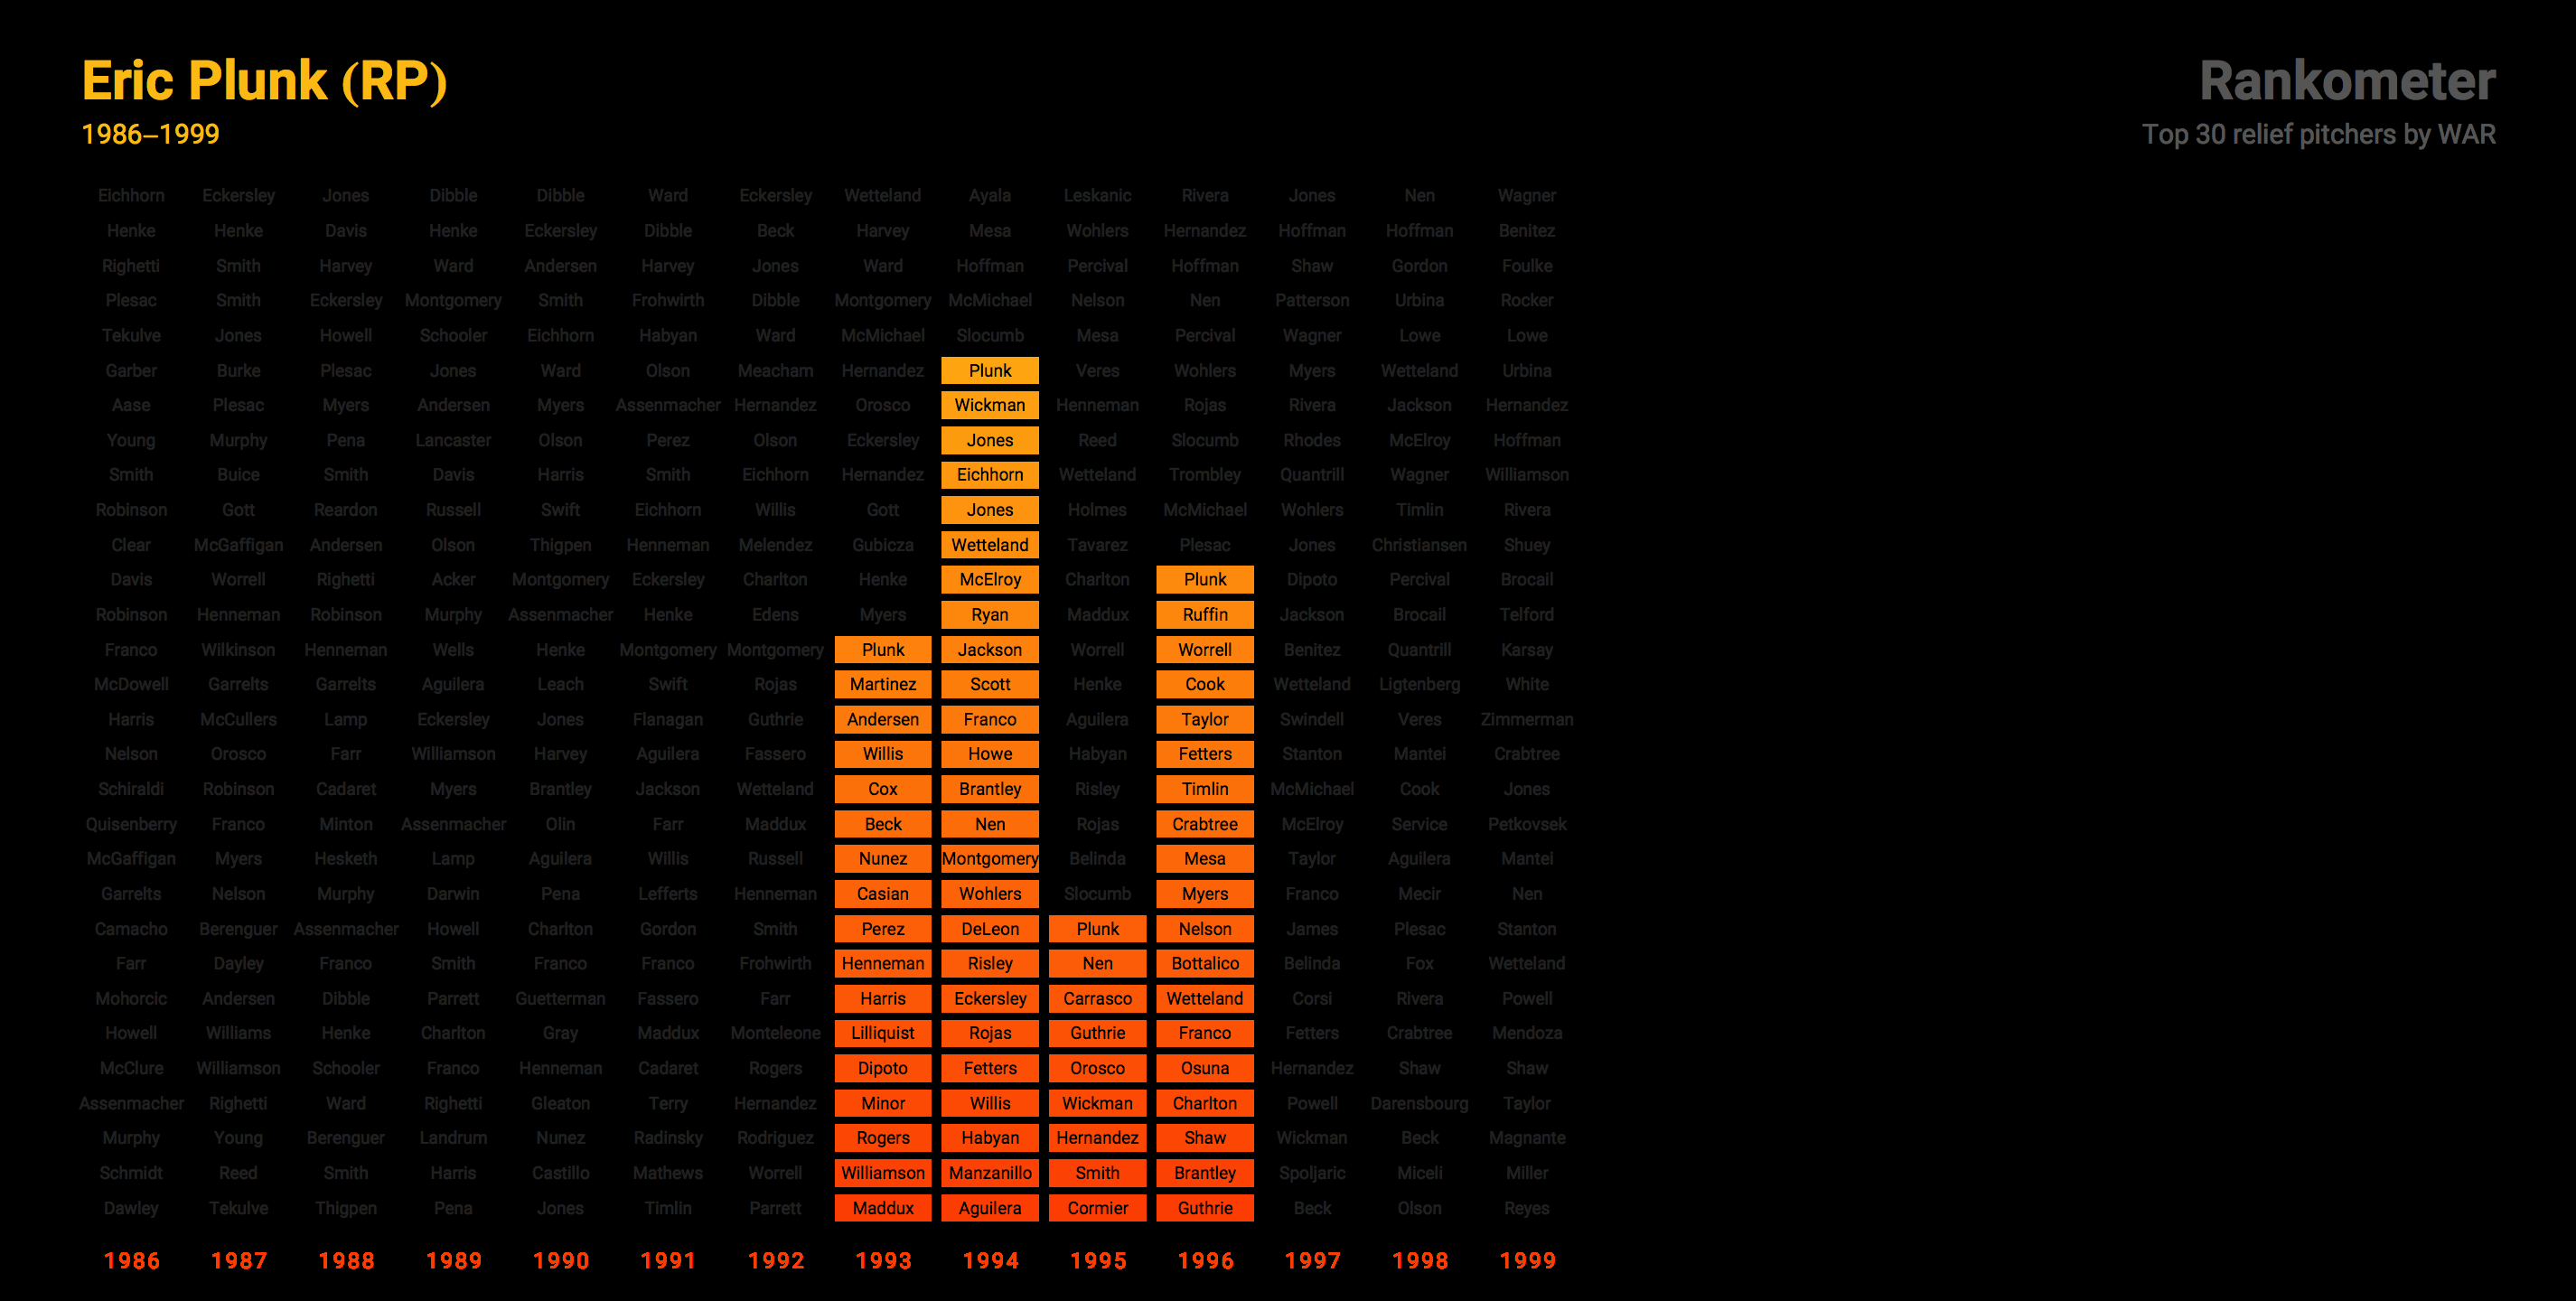 Eric Plunk (RP)
1986–1999
Rankometer
Top 30 relief pitchers by WAR
Eichhorn Eckersley Jones Dibble Dibble Ward Eckersley Wetteland Ayala Leskanic Rivera Jones Nen Wagner
Henke Henke Davis Henke Eckersley Dibble Beck Harvey Mesa Wohlers Hernandez Hoffman Hoffman Benitez
Righetti Smith Harvey Ward Andersen Harvey Jones Ward Hoffman Percival Hoffman Shaw Gordon Foulke
Plesac Smith Eckersley Montgomery Smith Frohwirth Dibble Montgomery McMichael Nelson Nen Patterson Urbina Rocker
Tekulve Jones Howell Schooler Eichhorn Habyan Ward McMichael Slocumb Mesa Percival Wagner Lowe Lowe
Garber Burke Plesac Jones Ward Olson Meacham Hernandez Plunk Veres Wohlers Myers Wetteland Urbina
Aase Plesac Myers Andersen Myers Assenmacher Hernandez Orosco Wickman Henneman Rojas Rivera Jackson Hernandez
Young Murphy Pena Lancaster Olson Perez Olson Eckersley Jones Reed Slocumb Rhodes McElroy Hoffman
Smith Buice Smith Davis Harris Smith Eichhorn Hernandez Eichhorn Wetteland Trombley Quantrill Wagner Williamson
Robinson Gott Reardon Russell Swift Eichhorn Willis Gott Jones Holmes McMichael Wohlers Timlin Rivera
Clear McGaffigan Andersen Olson Thigpen Henneman Melendez Gubicza Wetteland Tavarez Plesac Jones Christiansen Shuey
Davis Worrell Righetti Acker Montgomery Eckersley Charlton Henke McElroy Charlton Plunk Dipoto Percival Brocail
Robinson Henneman Robinson Murphy Assenmacher Henke Edens Myers Ryan Maddux Ruffin Jackson Brocail Telford
Franco Wilkinson Henneman Wells Henke Montgomery Montgomery Plunk Jackson Worrell Worrell Benitez Quantrill Karsay
McDowell Garrelts Garrelts Aguilera Leach Swift Rojas Martinez Scott Henke Cook Wetteland Ligtenberg White
Harris McCullers Lamp Eckersley Jones Flanagan Guthrie Andersen Franco Aguilera Taylor Swindell Veres Zimmerman
Nelson Orosco Farr Williamson Harvey Aguilera Fassero Willis Howe Habyan Fetters Stanton Mantei Crabtree
Schiraldi Robinson Cadaret Myers Brantley Jackson Wetteland Cox Brantley Risley Timlin McMichael Cook Jones
Quisenberry Franco Minton Assenmacher Olin Farr Maddux Beck Nen Rojas Crabtree McElroy Service Petkovsek
McGaffigan Myers Hesketh Lamp Aguilera Willis Russell Nunez Montgomery Belinda Mesa Taylor Aguilera Mantei
Garrelts Nelson Murphy Darwin Pena Lefferts Henneman Casian Wohlers Slocumb Myers Franco Mecir Nen
Camacho Berenguer Assenmacher Howell Charlton Gordon Smith Perez DeLeon Plunk Nelson James Plesac Stanton
Farr Dayley Franco Smith Franco Franco Frohwirth Henneman Risley Nen Bottalico Belinda Fox Wetteland
Mohorcic Andersen Dibble Parrett Guetterman Fassero Farr Harris Eckersley Carrasco Wetteland Corsi Rivera Powell
Howell Williams Henke Charlton Gray Maddux Monteleone Lilliquist Rojas Guthrie Franco Fetters Crabtree Mendoza
McClure Williamson Schooler Franco Henneman Cadaret Rogers Dipoto Fetters Orosco Osuna Hernandez Shaw Shaw
Assenmacher Righetti Ward Righetti Gleaton Terry Hernandez Minor Willis Wickman Charlton Powell Darensbourg Taylor
Murphy Young Berenguer Landrum Nunez Radinsky Rodriguez Rogers Habyan Hernandez Shaw Wickman Beck Magnante
Schmidt Reed Smith Harris Castillo Mathews Worrell Williamson Manzanillo Smith Brantley Spoljaric Miceli Miller
Dawley Tekulve Thigpen Pena Jones Timlin Parrett Maddux Aguilera Cormier Guthrie Beck Olson Reyes
1986 1987 1988 1989 1990 1991 1992 1993 1994 1995 1996 1997 1998 1999